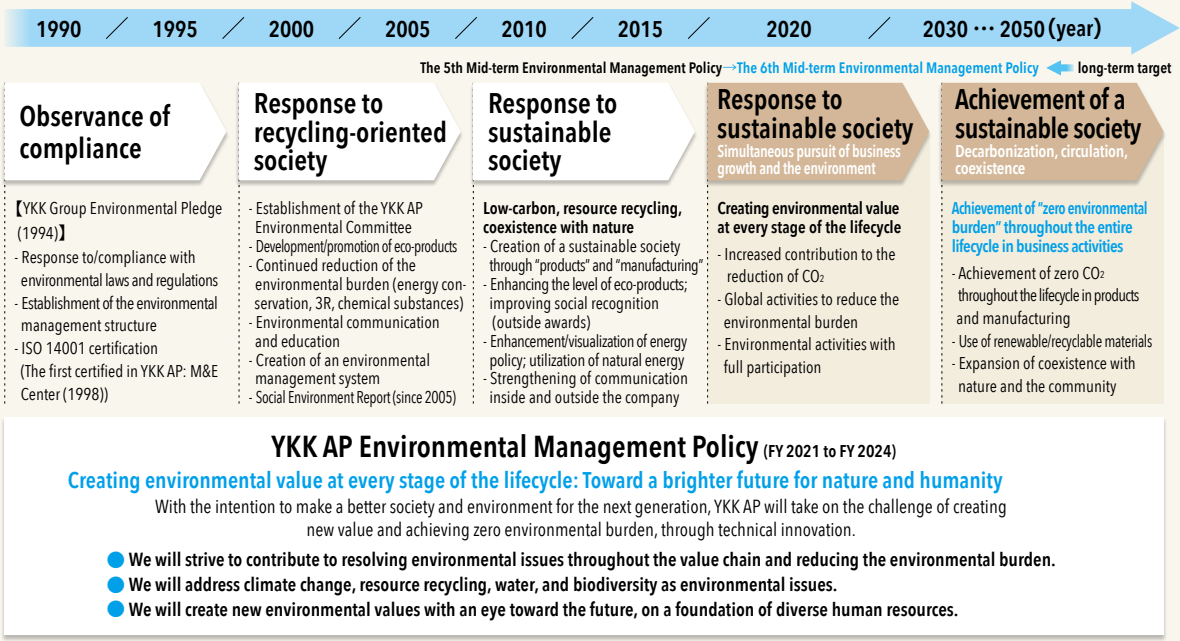 1990 / 1995 / 2000 / 2005 / 2010 / 2015 / 2020 / 2030 ··· 2050 (year)
The 5th Mid-term Environmental Management Policy→The 6th Mid-term Environmental Management Policy long-term target
Observance of
compliance
【YKK Group Environmental Pledge
(1994)】
- Response to/compliance with
environmental laws and regulations
- Establishment of the environmental
management structure
- ISO 14001 certification
(The first certified in YKK AP: M&E
Center (1998))
Response to
recycling-oriented
society
- Establishment of the YKK AP
Environmental Committee
- Development/promotion of eco-products
- Continued reduction of the
environmental burden (energy con-
servation, 3R, chemical substances)
- Environmental communication
and education
- Creation of an environmental
management system
- Social Environment Report (since 2005)
Response to
sustainable
society
Low-carbon, resource recycling,
coexistence with nature
- Creation of a sustainable society
through "products" and "manufacturing"
- Enhancing the level of eco-products;
improving social recognition
(outside awards)
- Enhancement/visualization of energy
policy; utilization of natural energy
- Strengthening of communication
inside and outside the company
Response to
sustainable society
Simultaneous pursuit of business
growth and the environment
Creating environmental value
at every stage of the lifecycle
- Increased contribution to the
reduction of CO2
- Global activities to reduce the
environmental burden
- Environmental activities with
full participation
Achievement of a
sustainable society
Decarbonization, circulation,
coexistence
Achievement of "zero environmental
burden" throughout the entire
lifecycle in business activities
- Achievement of zero CO2
throughout the lifecycle in products
and manufacturing
- Use of renewable/recyclable materials
- Expansion of coexistence with
nature and the community
YKK AP Environmental Management Policy (FY 2021 to FY 2024)
Creating environmental value at every stage of the lifecycle: Toward a brighter future for nature and humanity
With the intention to make a better society and environment for the next generation, YKK AP will take on the challenge of creating
new value and achieving zero environmental burden, through technical innovation.
● We will strive to contribute to resolving environmental issues throughout the value chain and reducing the environmental burden.
● We will address climate change, resource recycling, water, and biodiversity as environmental issues.
● We will create new environmental values with an eye toward the future, on a foundation of diverse human resources.